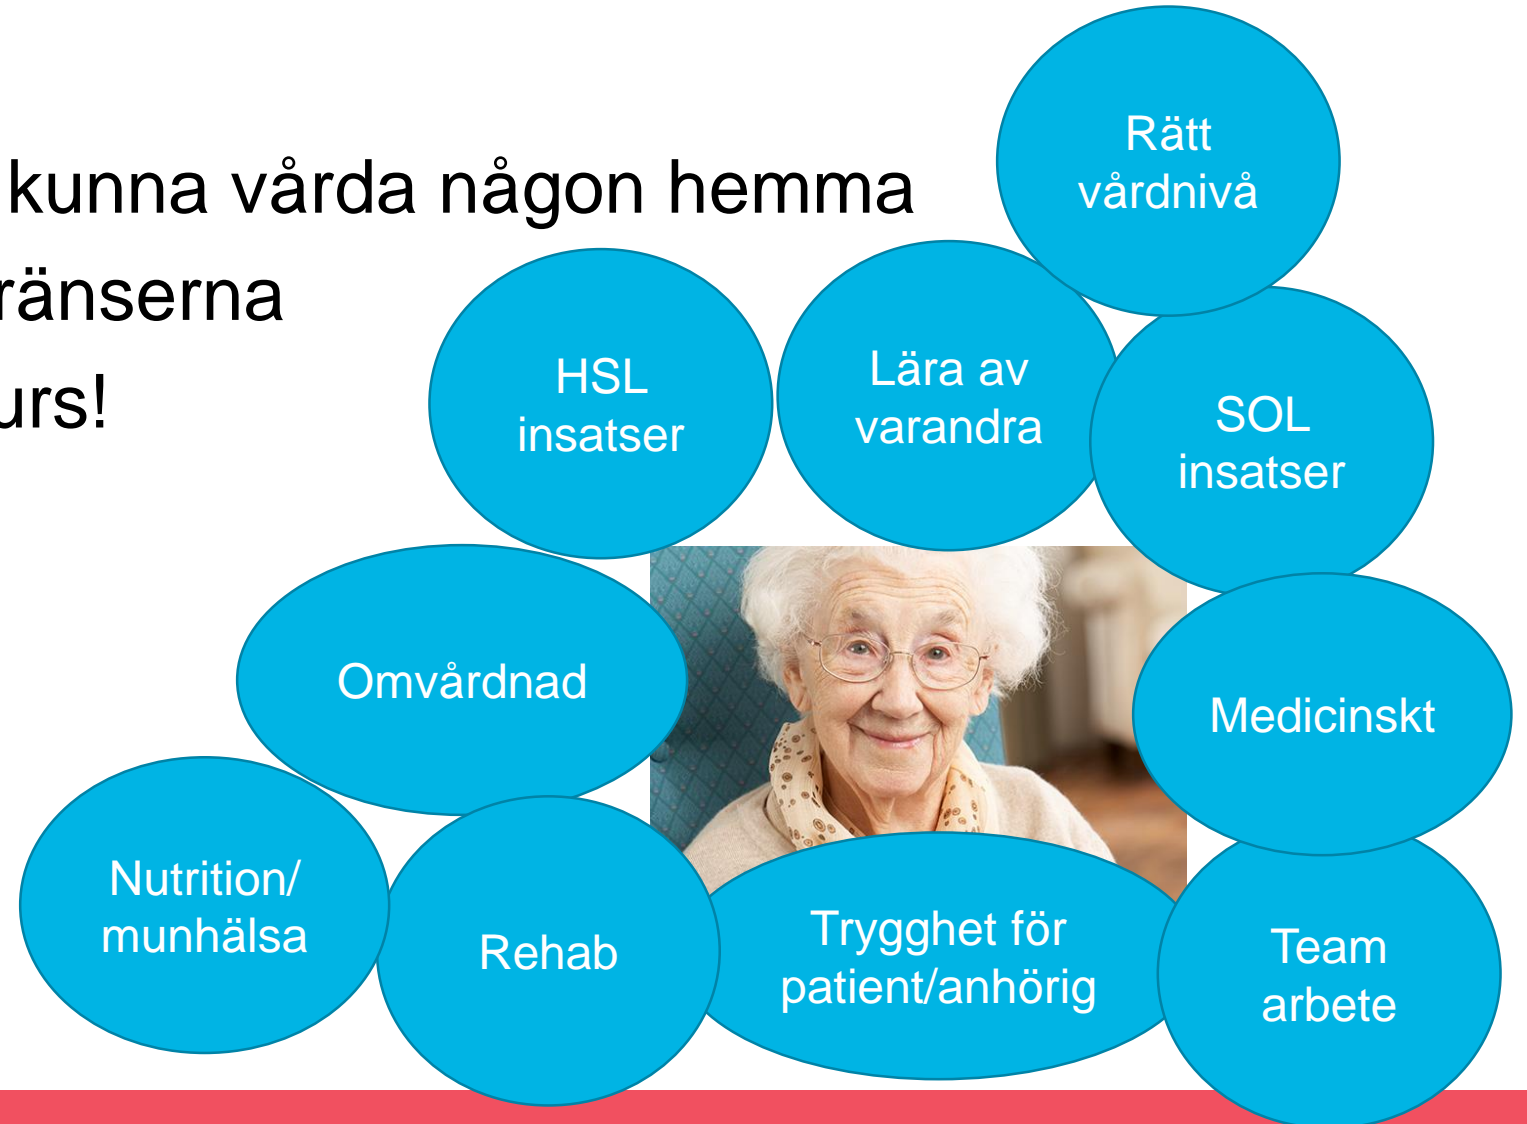 kunna vårda någon hemma
ränserna
urs!
Rätt
vårdnivå
HSL
insatser
Lära av
varandra
SOL
insatser
Omvårdnad
Medicinskt
Nutrition/
munhälsa
Rehab
Trygghet för
patient/anhörig
Team
arbete